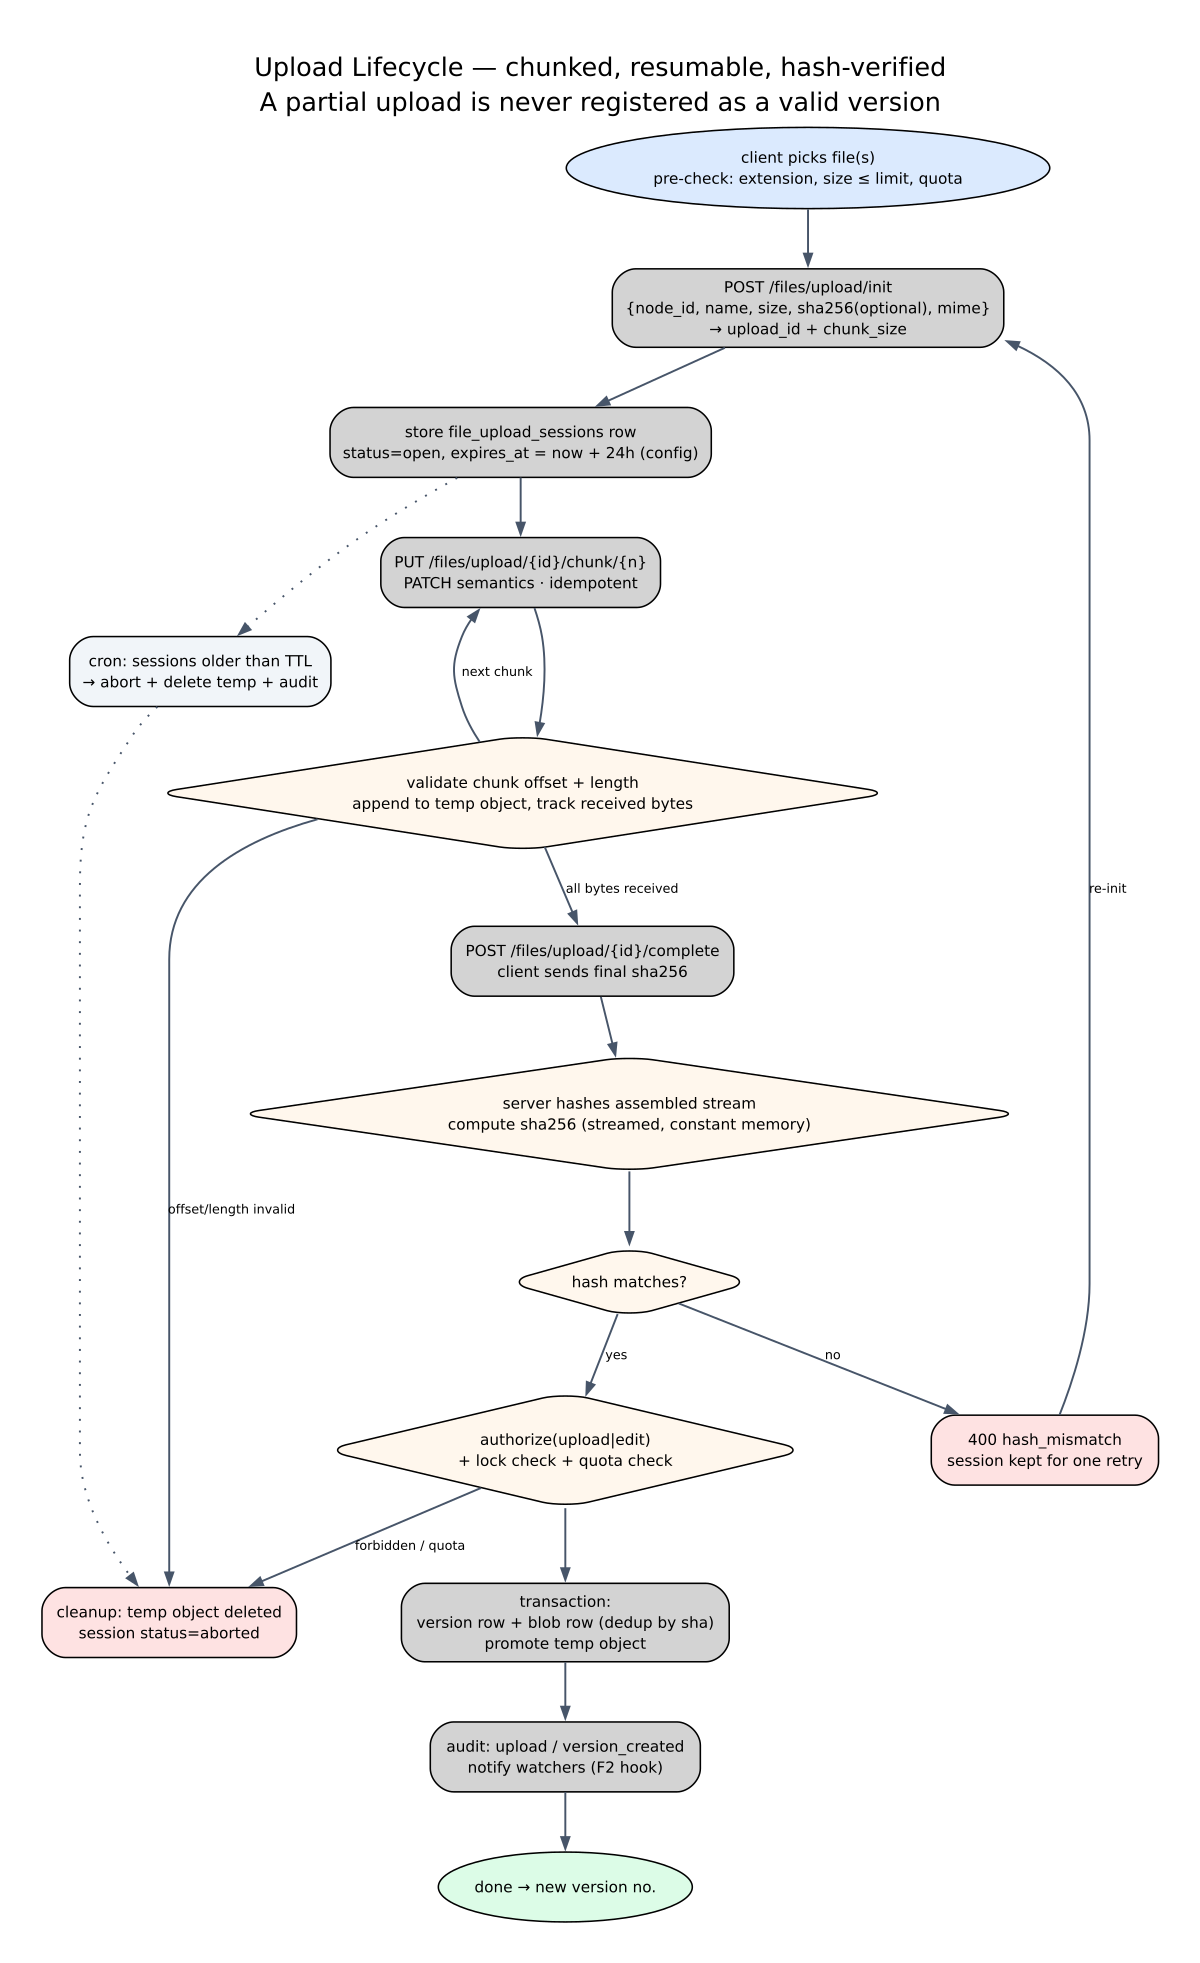 Upload Lifecycle — chunked, resumable, hash-verified
A partial upload is never registered as a valid version
client picks file(s)
pre-check: extension, size ≤ limit, quota
POST /files/upload/init
{node_id, name, size, sha256(optional), mime}
→ upload_id + chunk_size
store file_upload_sessions row
status=open, expires_at = now + 24h (config)
PUT /files/upload/{id}/chunk/{n}
PATCH semantics · idempotent
cron: sessions older than TTL
→ abort + delete temp + audit
next chunk
validate chunk offset + length
append to temp object, track received bytes
all bytes received
re-init
POST /files/upload/{id}/complete
client sends final sha256
server hashes assembled stream
compute sha256 (streamed, constant memory)
offset/length invalid
hash matches?
yes
no
authorize(upload|edit)
+ lock check + quota check
400 hash_mismatch
session kept for one retry
forbidden / quota
cleanup: temp object deleted
session status=aborted
transaction:
version row + blob row (dedup by sha)
promote temp object
audit: upload / version_created
notify watchers (F2 hook)
done → new version no.